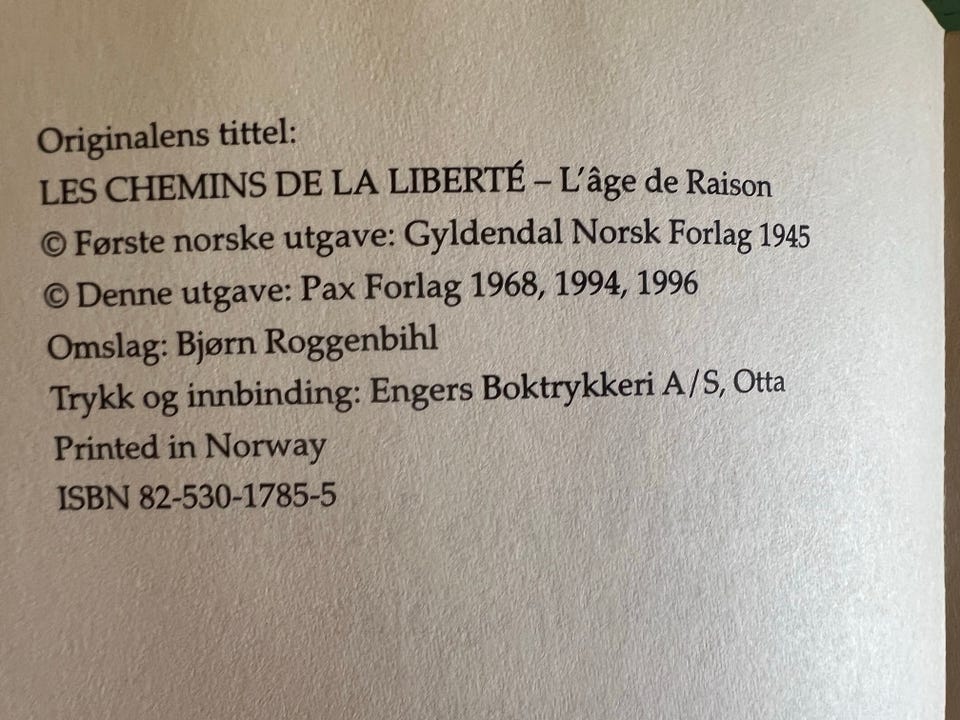 Originalens tittel:
LES CHEMINS DE LA LIBERTÉ – L'âge de Raison
© Første norske utgave: Gyldendal Norsk Forlag 1945
© Denne utgave: Pax Forlag 1968, 1994, 1996
Omslag: Bjørn Roggenbihl
Trykk og innbinding: Engers Boktrykkeri A/S, Otta
Printed in Norway
ISBN 82-530-1785-5